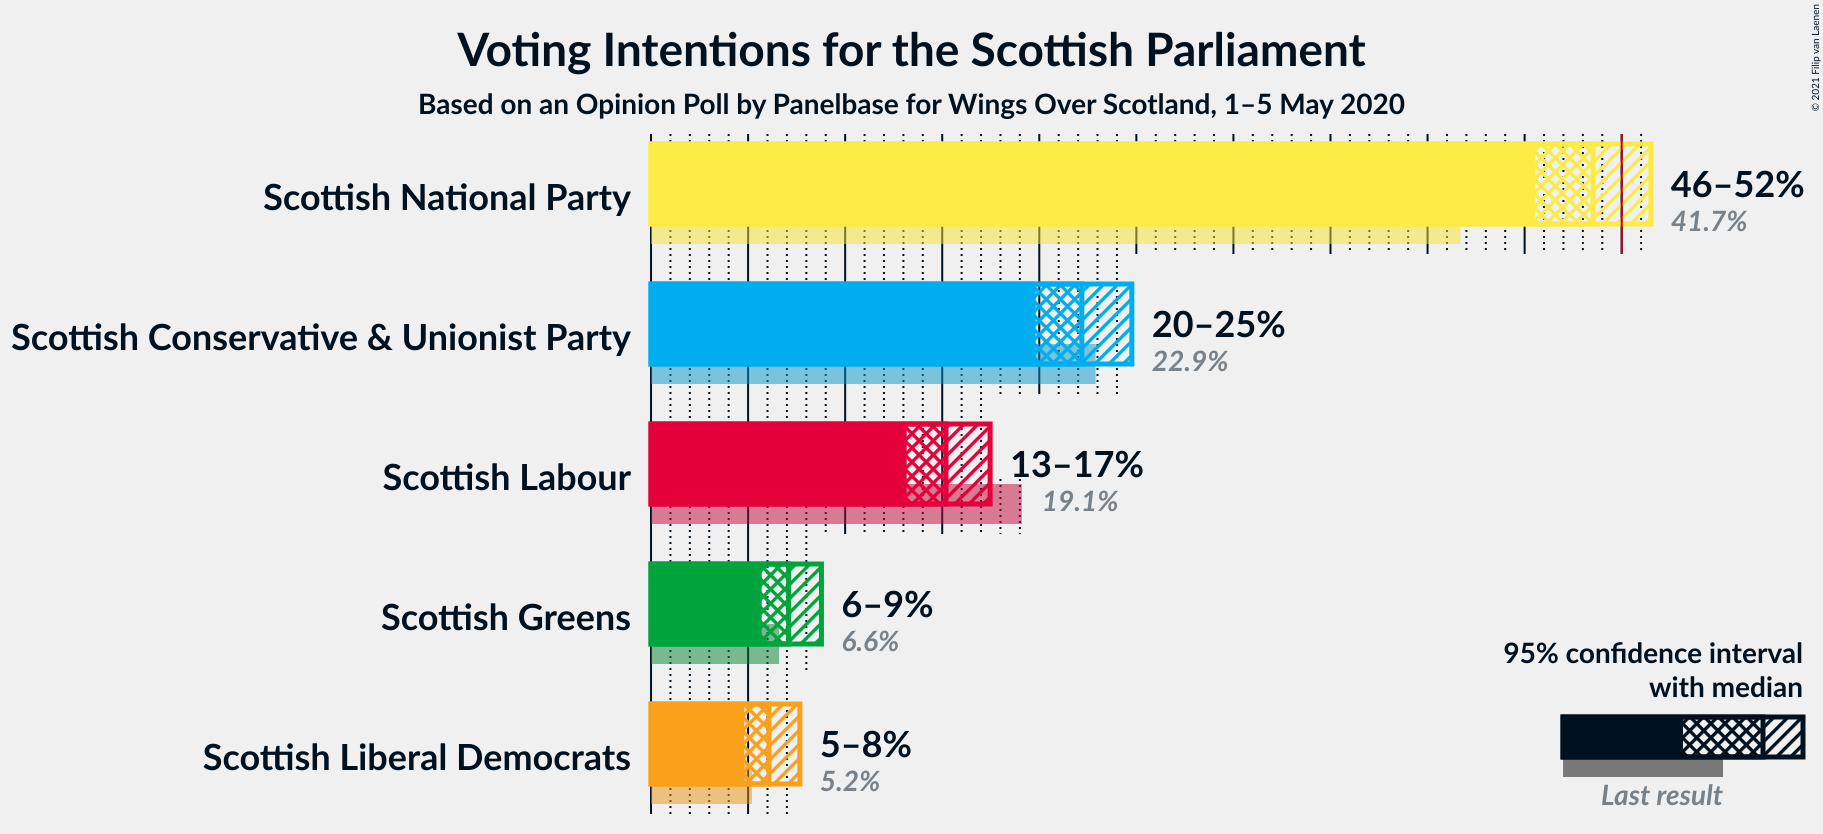 Voting Intentions for the Scottish Parliament
Based on an Opinion Poll by Panelbase for Wings Over Scotland, 1–5 May 2020
© 2021 Filip van Laenen
Scottish National Party
46–52%
41.7%
Scottish Conservative & Unionist Party
20–25%
22.9%
Scottish Labour
13–17%
19.1%
Scottish Greens
6–9%
6.6%
Scottish Liberal Democrats
5–8%
5.2%
95% confidence interval
with median
Last result